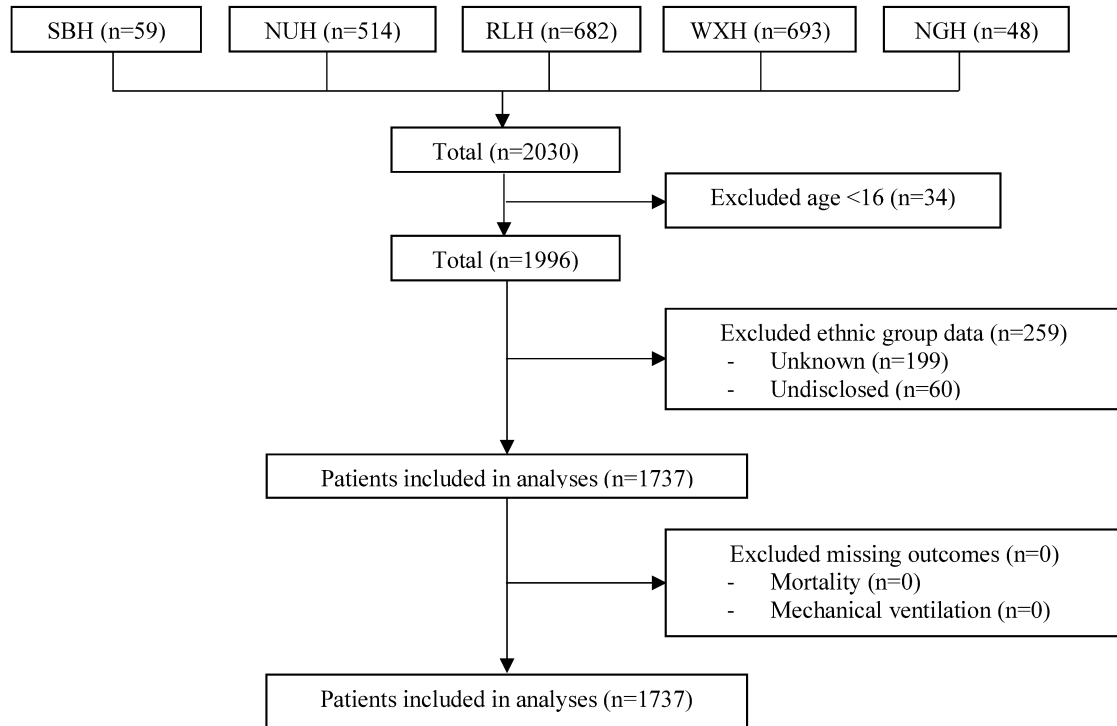 SBH (n=59)
NUH (n=514)
RLH (n=682)
WXH (n=693)
NGH (n=48)
Total (n=2030)
Excluded age <16 (n=34)
Total (n=1996)
Excluded ethnic group data (n=259)
- Unknown (n=199)
- Undisclosed (n=60)
Patients included in analyses (n=1737)
Excluded missing outcomes (n=0)
- Mortality (n=0)
- Mechanical ventilation (n=0)
Patients included in analyses (n=1737)